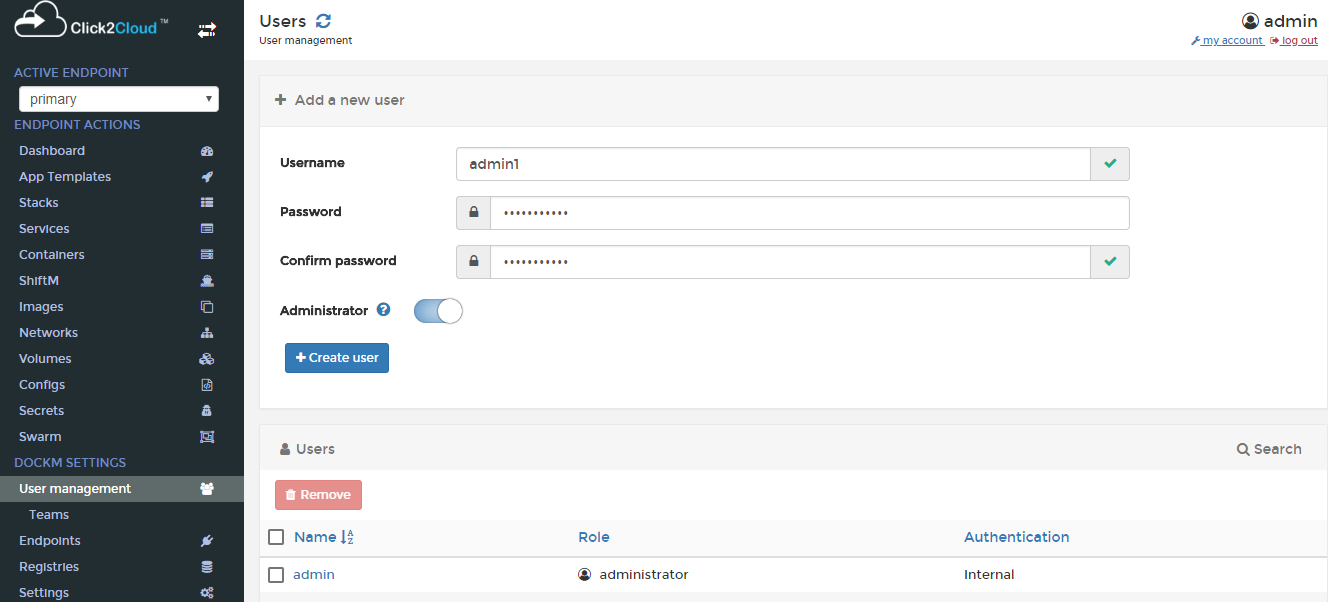 Click2Cloud™
ACTIVE ENDPOINT
primary
ENDPOINT ACTIONS
Dashboard
App Templates
Stacks
Services
Containers
ShiftM
Images
Networks
Volumes
Configs
Secrets
Swarm
DOCKM SETTINGS
User management
Teams
Endpoints
Registries
Settings
Users
User management
admin
my account log out
Add a new user
Username admin1
Password ···········
Confirm password ···········
Administrator ?
Create user
Users Search
Remove
Name Role Authentication
admin administrator Internal